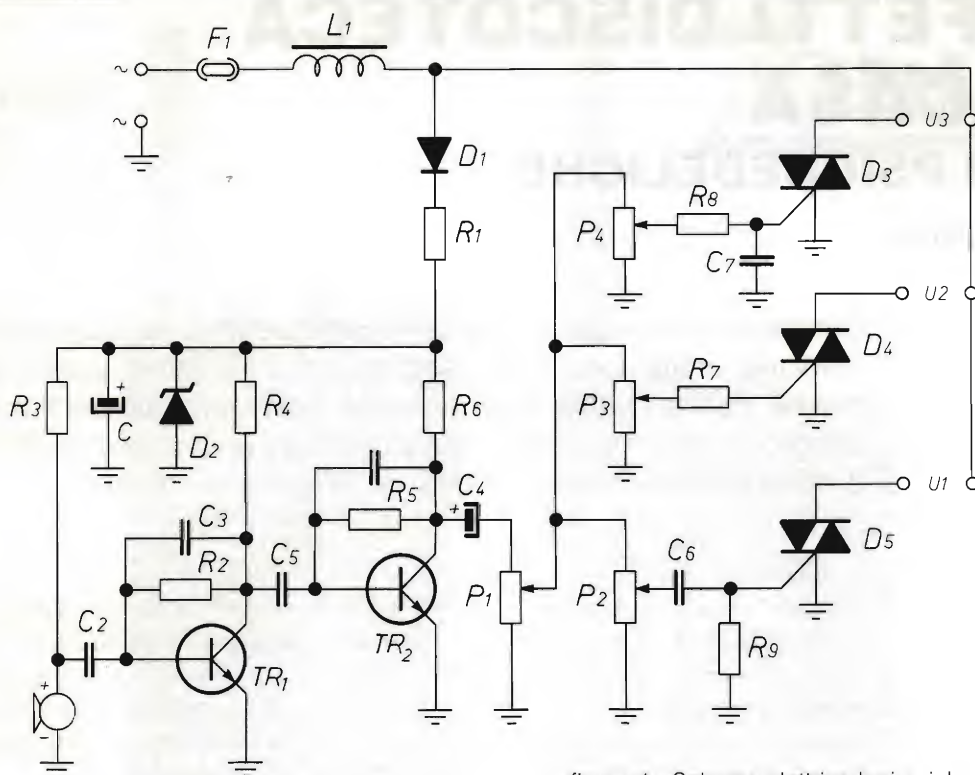 F1
L1
D1
R1
U3
D3
R8
P4
C7
U2
D4
R7
P3
R3
C
+
D2
R4
R6
C3
R2
R5
C4
+
C5
U1
D5
C6
P1
P2
R9
C2
TR1
TR2
+
-
~
~